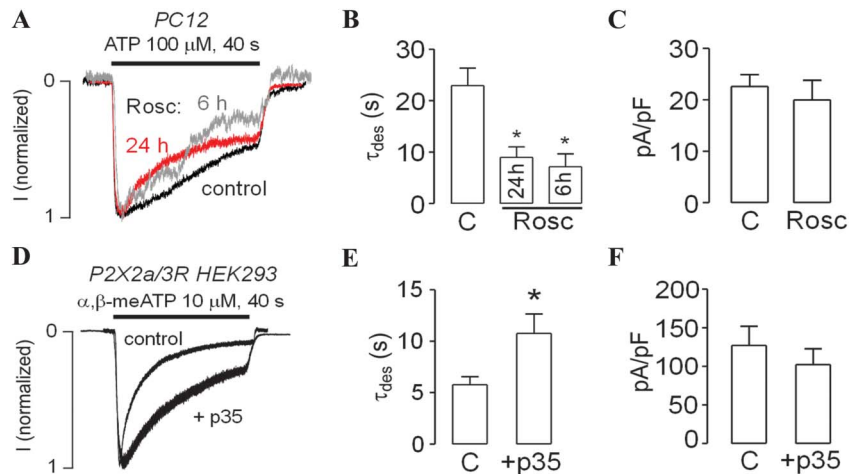 A
PC12
ATP 100 μM, 40 s
0
Rosc:
6 h
24 h
control
1
I (normalized)
B
30
20
10
0
τdes (s)
*
*
24h
6h
C
Rosc
C
30
20
10
0
pA/pF
C
Rosc
D
P2X2a/3R HEK293
α,β-meATP 10 μM, 40 s
0
control
+ p35
1
I (normalized)
E
15
10
5
0
τdes (s)
*
C
+p35
F
200
150
100
50
0
pA/pF
C
+p35